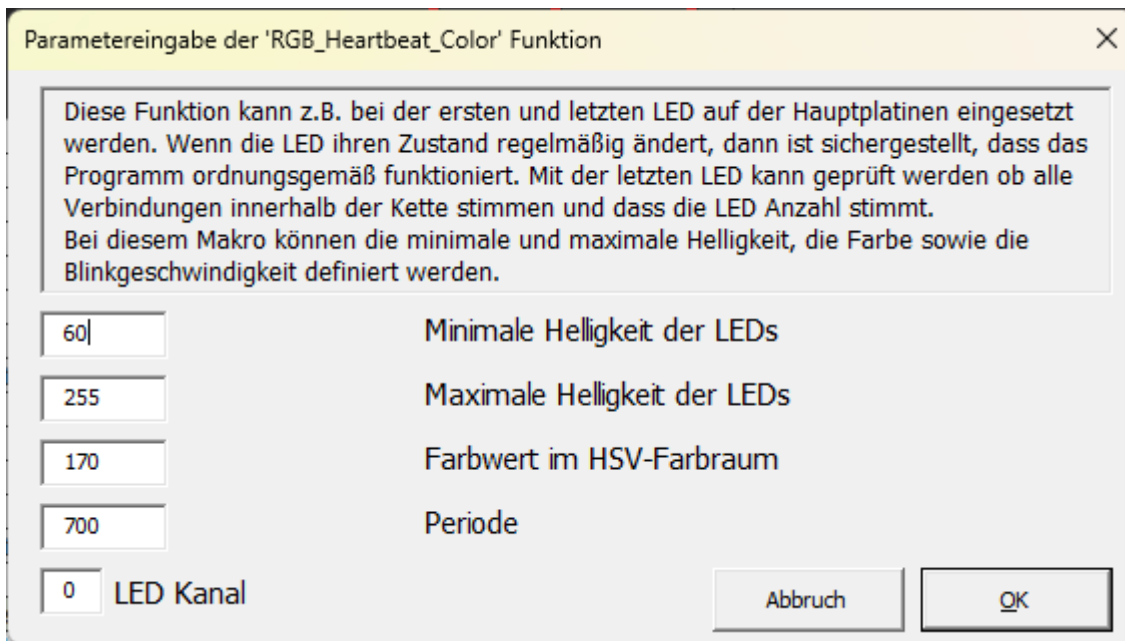 Parametereingabe der 'RGB_Heartbeat_Color' Funktion
Diese Funktion kann z.B. bei der ersten und letzten LED auf der Hauptplatinen eingesetzt
werden. Wenn die LED ihren Zustand regelmäßig ändert, dann ist sichergestellt, dass das
Programm ordnungsgemäß funktioniert. Mit der letzten LED kann geprüft werden ob alle
Verbindungen innerhalb der Kette stimmen und dass die LED Anzahl stimmt.
Bei diesem Makro können die minimale und maximale Helligkeit, die Farbe sowie die
Blinkgeschwindigkeit definiert werden.
60 Minimale Helligkeit der LEDs
255 Maximale Helligkeit der LEDs
170 Farbwert im HSV-Farbraum
700 Periode
0 LED Kanal Abbruch OK